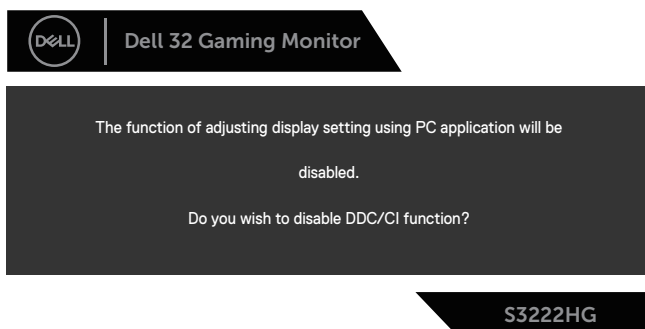 DELL
Dell 32 Gaming Monitor
The function of adjusting display setting using PC application will be
disabled.
Do you wish to disable DDC/CI function?
S3222HG